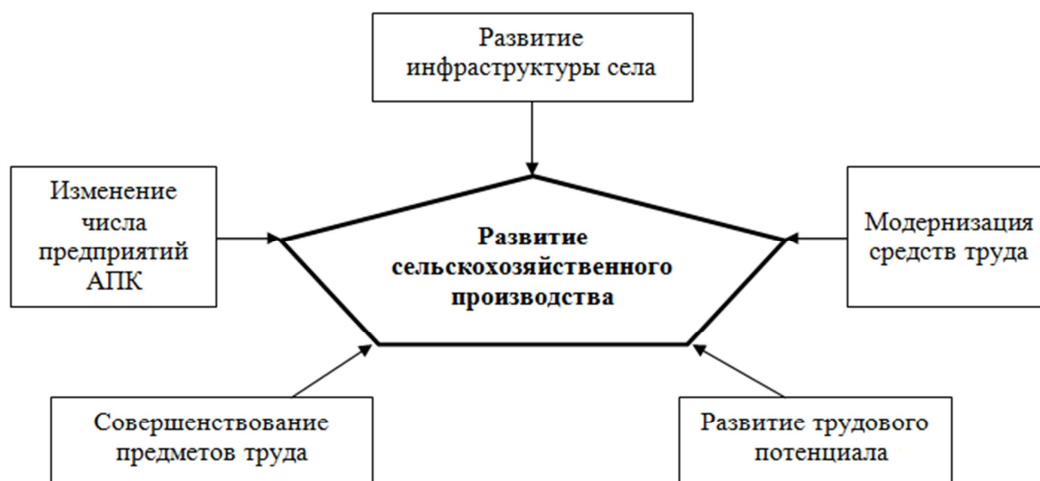 Развитие
инфраструктуры села
Изменение
числа
предприятий
АПК
Развитие
сельскохозяйственного
производства
Модернизация
средств труда
Совершенствование
предметов труда
Развитие трудового
потенциала